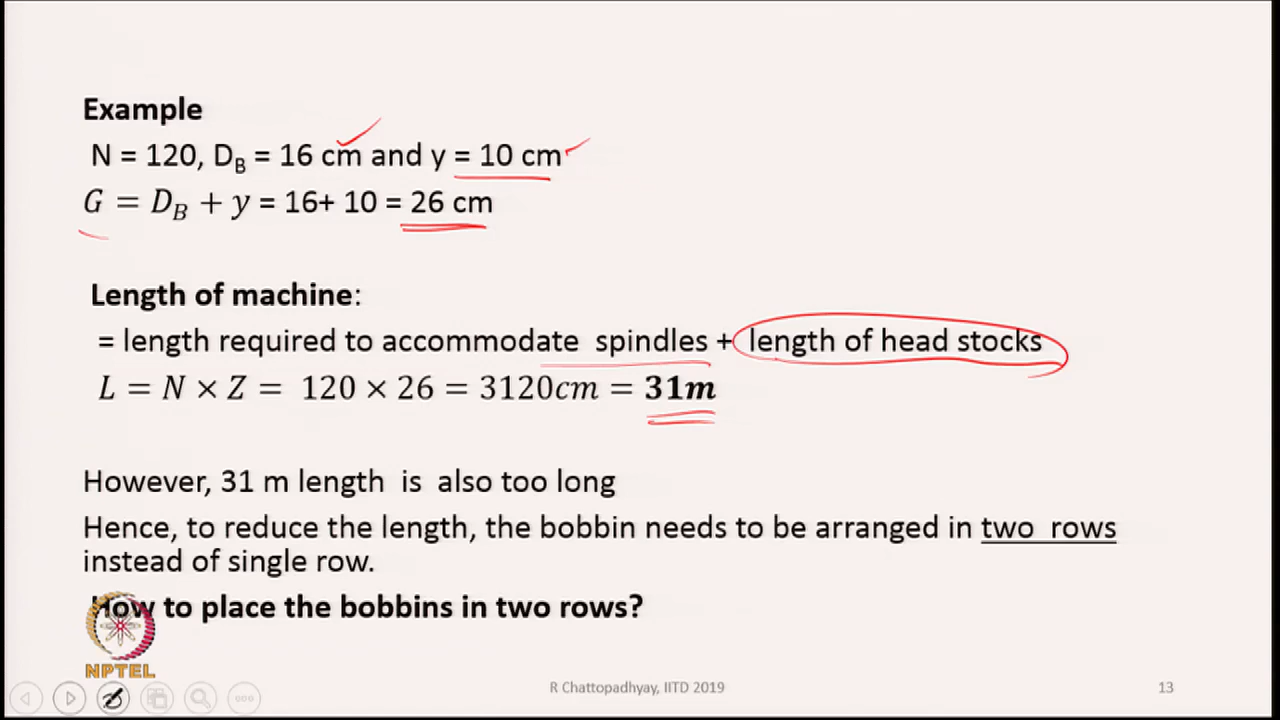 Example
N = 120, D_B = 16 cm and y = 10 cm
G = D_B + y = 16+ 10 = 26 cm
Length of machine:
= length required to accommodate spindles + length of head stocks
L = N × Z = 120 × 26 = 3120cm = 31m
However, 31 m length is also too long
Hence, to reduce the length, the bobbin needs to be arranged in two rows
instead of single row.
How to place the bobbins in two rows?
NPTEL
R Chattopadhyay, IITD 2019
13